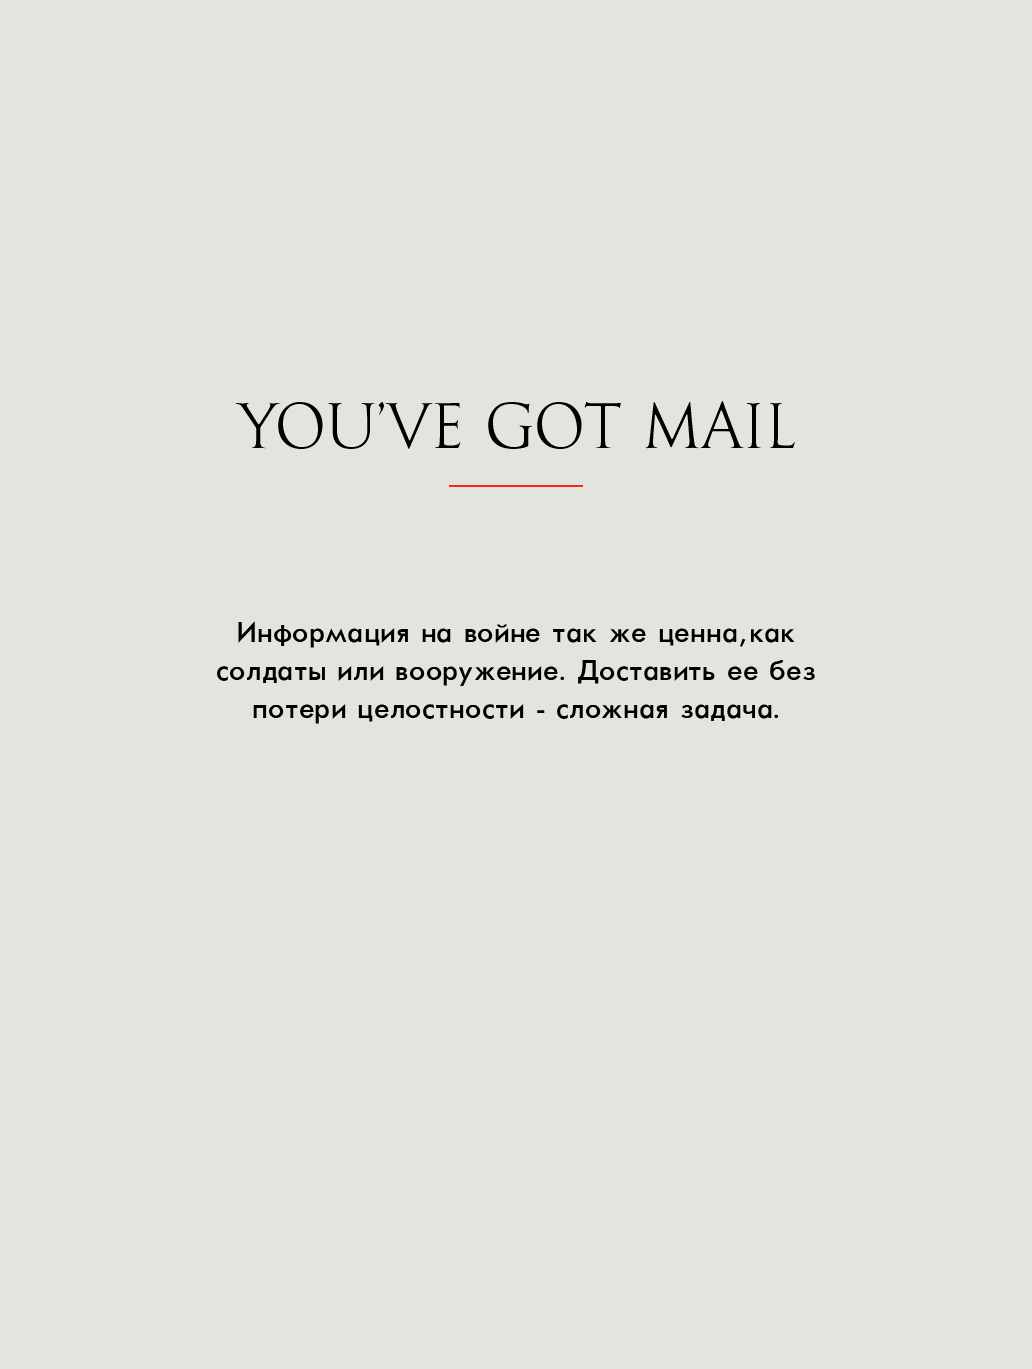 YOU’VE GOT MAIL
Информация на войне так же ценна,как
солдаты или вооружение. Доставить ее без
потери целостности - сложная задача.